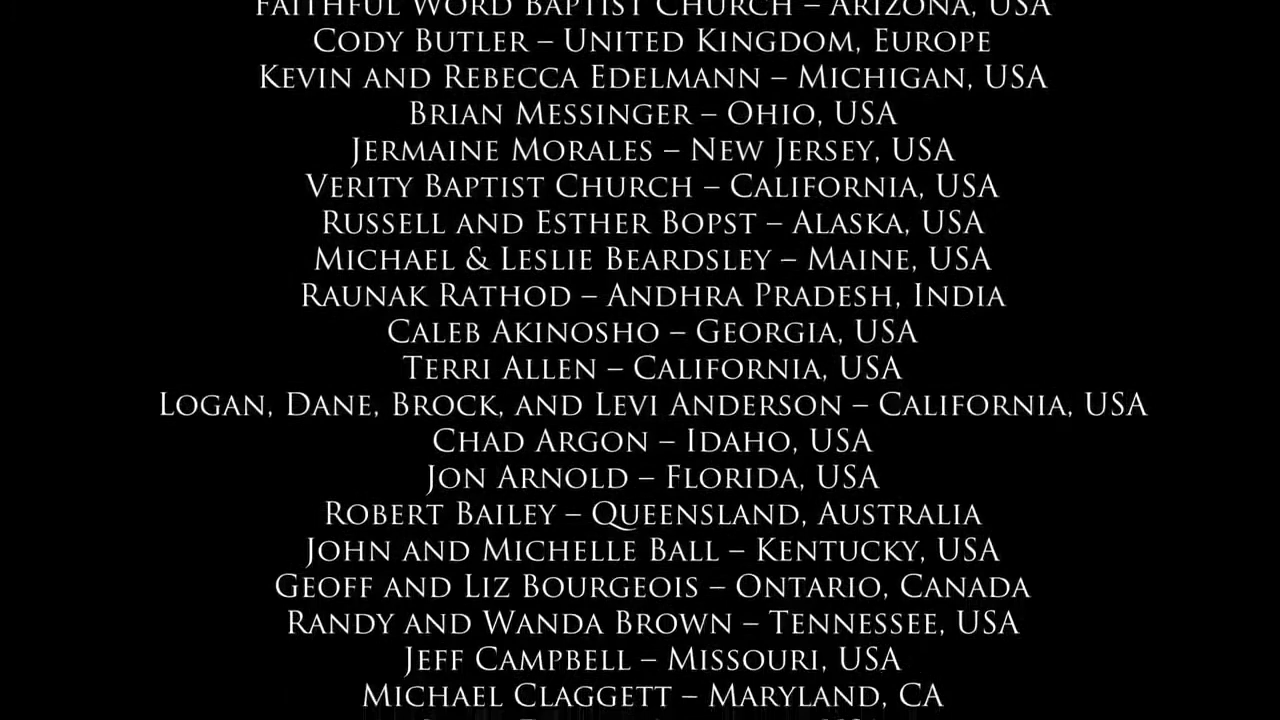 Faithful Word Baptist Church – Arizona, USA
Cody Butler – United Kingdom, Europe
Kevin and Rebecca Edelmann – Michigan, USA
Brian Messinger – Ohio, USA
Jermaine Morales – New Jersey, USA
Verity Baptist Church – California, USA
Russell and Esther Bopst – Alaska, USA
Michael & Leslie Beardsley – Maine, USA
Raunak Rathod – Andhra Pradesh, India
Caleb Akinosho – Georgia, USA
Terri Allen – California, USA
Logan, Dane, Brock, and Levi Anderson – California, USA
Chad Argon – Idaho, USA
Jon Arnold – Florida, USA
Robert Bailey – Queensland, Australia
John and Michelle Ball – Kentucky, USA
Geoff and Liz Bourgeois – Ontario, Canada
Randy and Wanda Brown – Tennessee, USA
Jeff Campbell – Missouri, USA
Michael Claggett – Maryland, CA